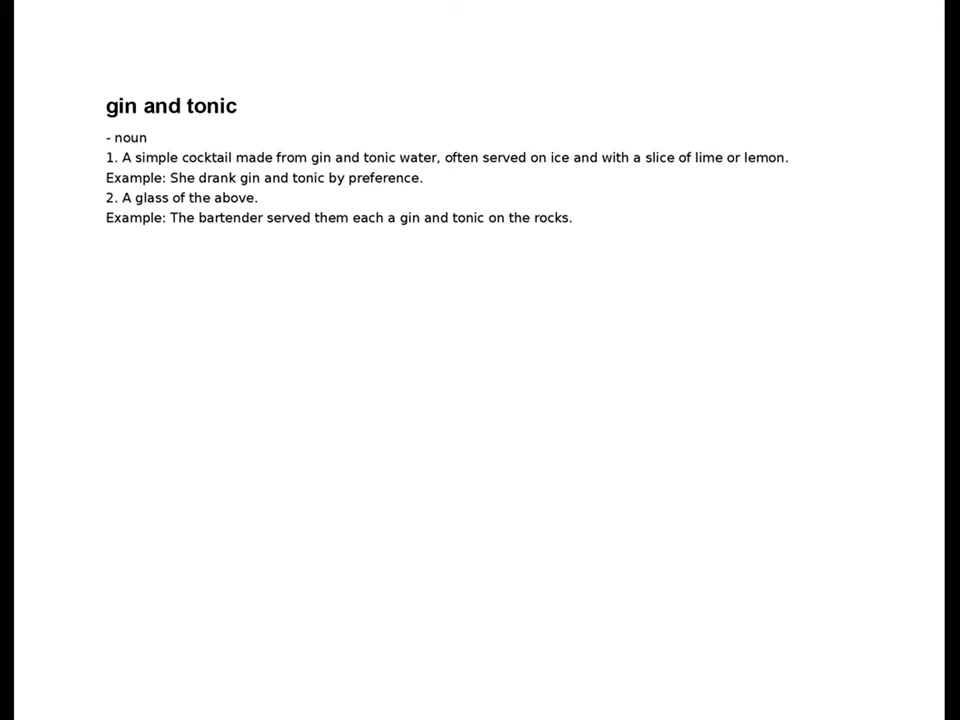 gin and tonic
- noun
1. A simple cocktail made from gin and tonic water, often served on ice and with a slice of lime or lemon.
Example: She drank gin and tonic by preference.
2. A glass of the above.
Example: The bartender served them each a gin and tonic on the rocks.